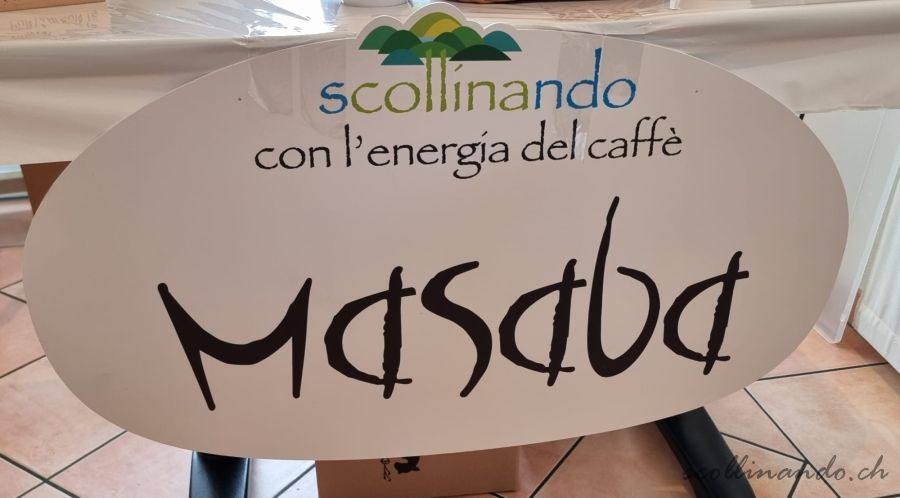 scollinando
con l'energia del caffè
Masaba
scollinando.ch